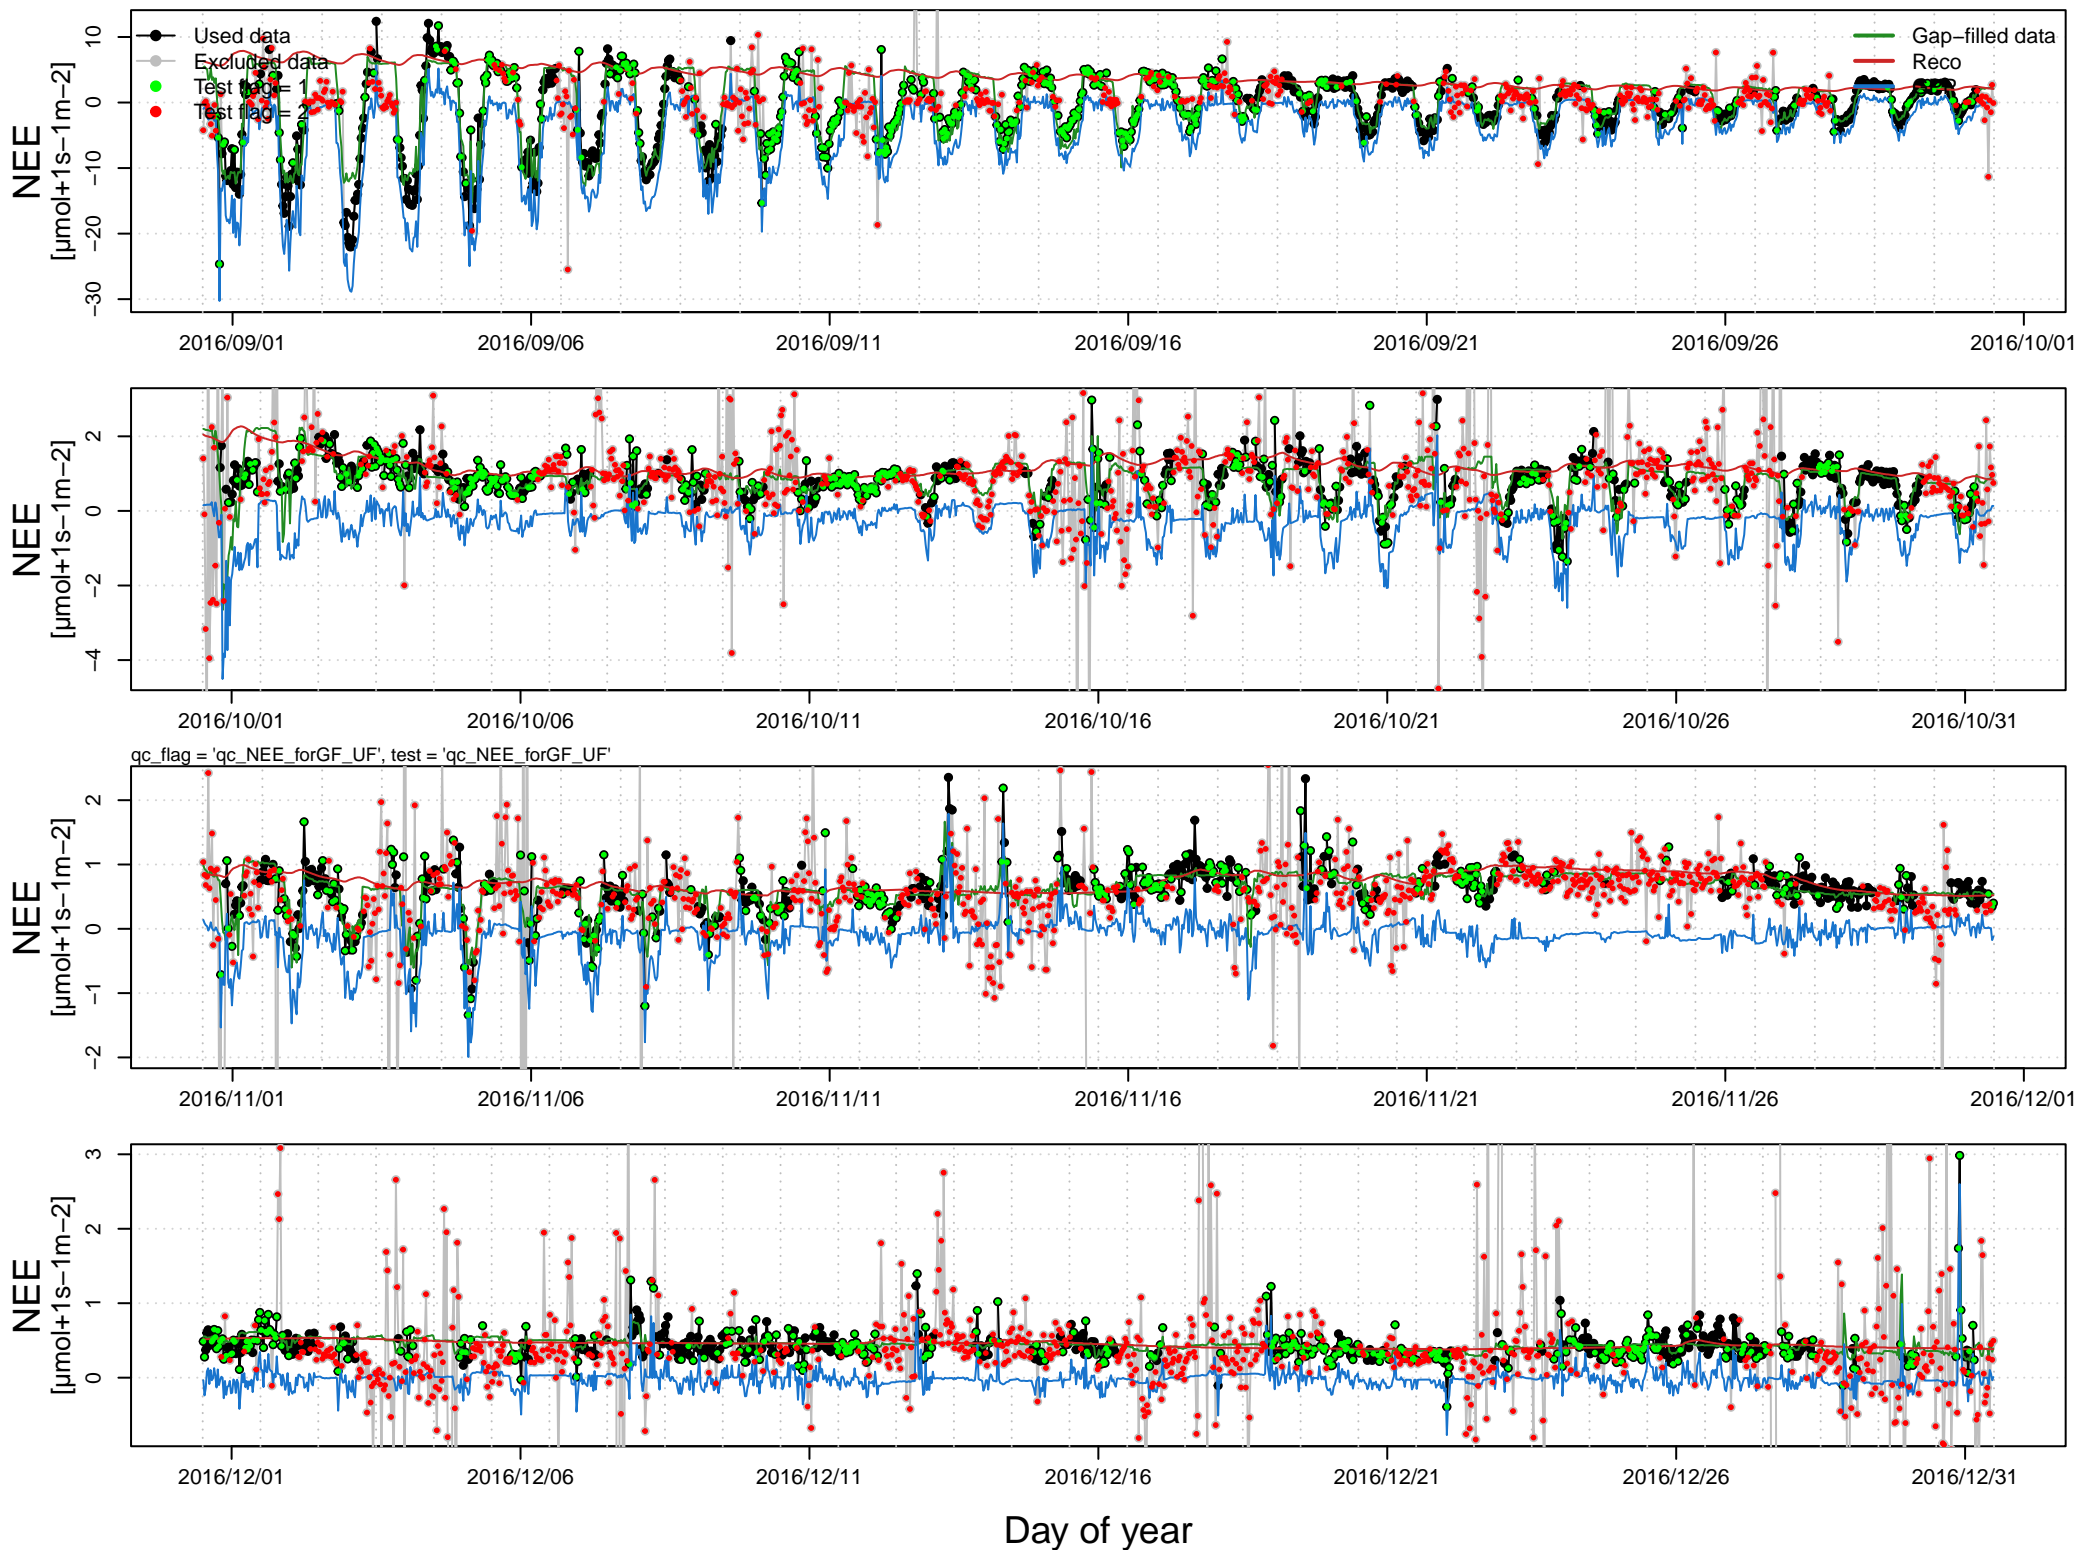 Used data
Excluded data
Test flag = 1
Test flag = 2
Gap−filled data
Reco
NEE
[µmol+1s−1m−2]
10
0
−10
−20
−30
2016/09/01 2016/09/06 2016/09/11 2016/09/16 2016/09/21 2016/09/26 2016/10/01
NEE
[µmol+1s−1m−2]
2
0
−2
−4
2016/10/01 2016/10/06 2016/10/11 2016/10/16 2016/10/21 2016/10/26 2016/10/31
qc_flag = 'qc_NEE_forGF_UF', test = 'qc_NEE_forGF_UF'
NEE
[µmol+1s−1m−2]
2
1
0
−1
−2
2016/11/01 2016/11/06 2016/11/11 2016/11/16 2016/11/21 2016/11/26 2016/12/01
NEE
[µmol+1s−1m−2]
3
2
1
0
2016/12/01 2016/12/06 2016/12/11 2016/12/16 2016/12/21 2016/12/26 2016/12/31
Day of year